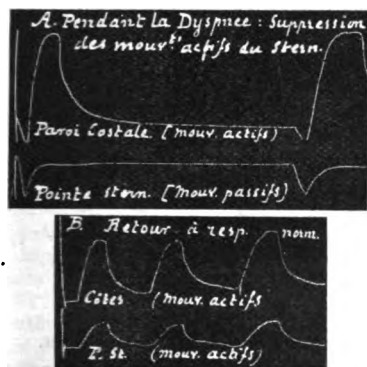 A. Pendant la Dyspnee : Suppression
des mouvts actifs du stern.
Paroi Costale. [mouv. actifs)
Pointe stern. [Mouv. passifs)
B. Retour à resp. norm.
Côtes (mouv. actifs
P. St. (mouv. actifs)